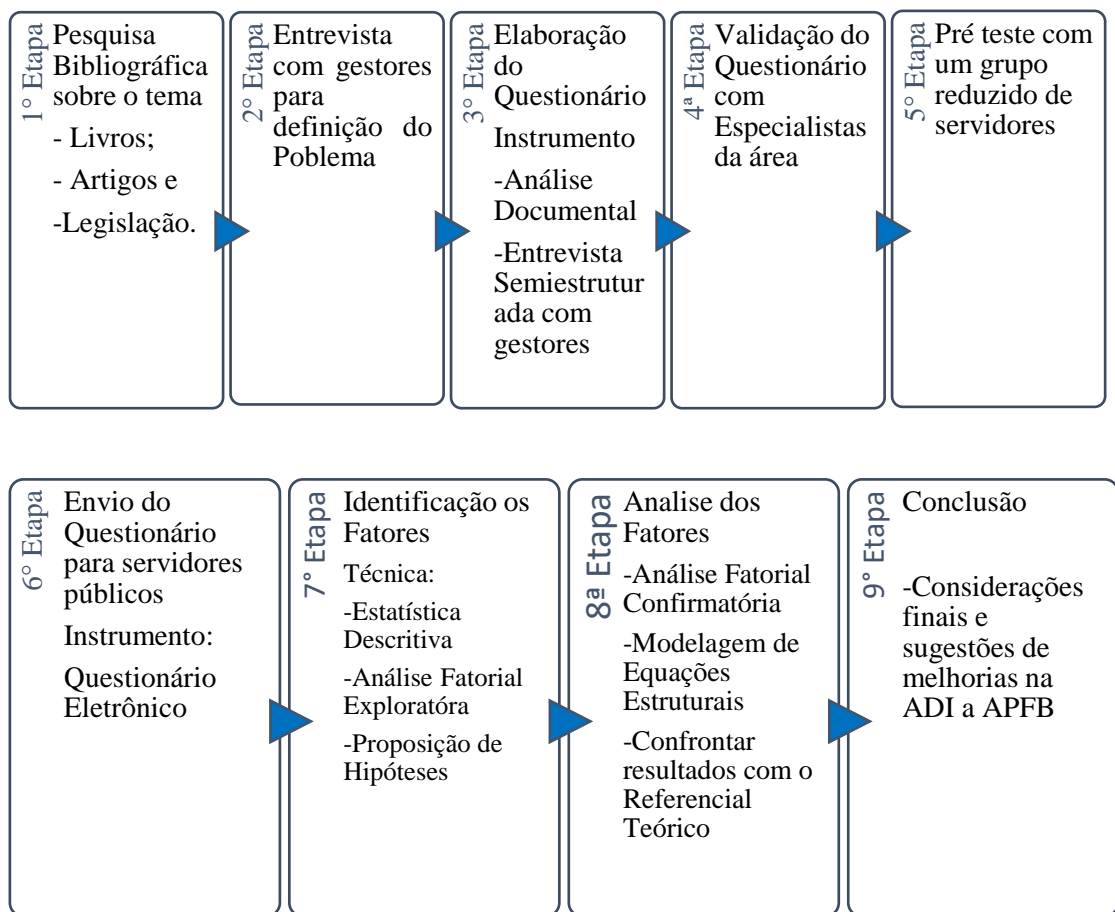 1° Etapa
Pesquisa
Bibliográfica
sobre o tema
- Livros;
- Artigos e
-Legislação.
2° Etapa
Entrevista
com gestores
para
definição do
Poblema
3° Etapa
Elaboração
do
Questionário
Instrumento
-Análise
Documental
-Entrevista
Semiestrutur
ada com
gestores
4ª Etapa
Validação do
Questionário
com
Especialistas
da área
5° Etapa
Pré teste com
um grupo
reduzido de
servidores
6° Etapa
Envio do
Questionário
para servidores
públicos
Instrumento:
Questionário
Eletrônico
7° Etapa
Identificação os
Fatores
Técnica:
-Estatística
Descritiva
-Análise Fatorial
Exploratóra
-Proposição de
Hipóteses
8ª Etapa
Analise dos
Fatores
-Análise Fatorial
Confirmatória
-Modelagem de
Equações
Estruturais
-Confrontar
resultados com o
Referencial
Teórico
9° Etapa
Conclusão
-Considerações
finais e
sugestões de
melhorias na
ADI a APFB